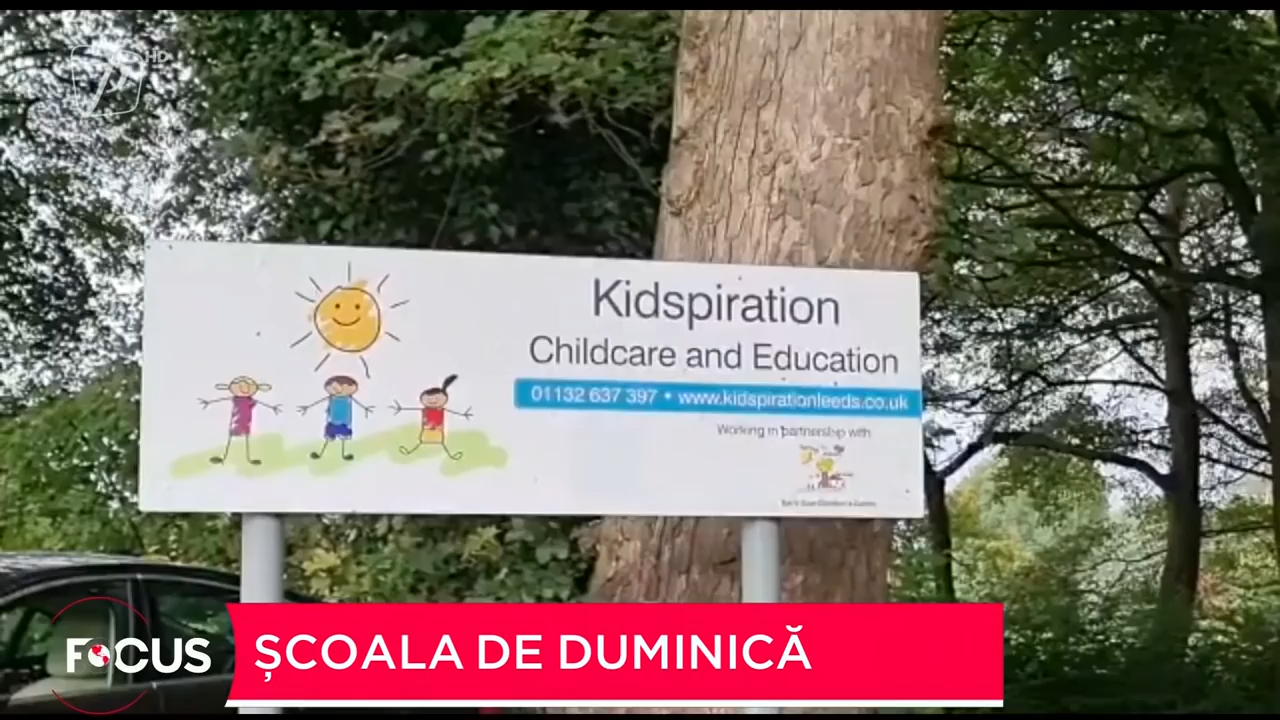 HD
Kidspiration
Childcare and Education
01132 637 397 • www.kidspirationleeds.co.uk
Working in partnership with
FOCUS
ȘCOALA DE DUMINICĂ